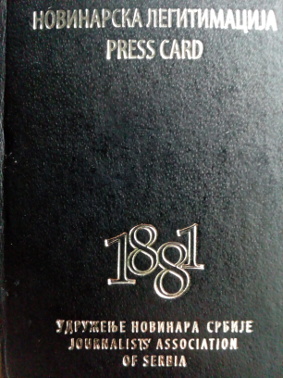 НОВИНАРСКА ЛЕГИТИМАЦИЈА
PRESS CARD
1881
УДРУЖЕЊЕ НОВИНАРА СРБИЈЕ
JOURNALISTS' ASSOCIATION
OF SERBIA